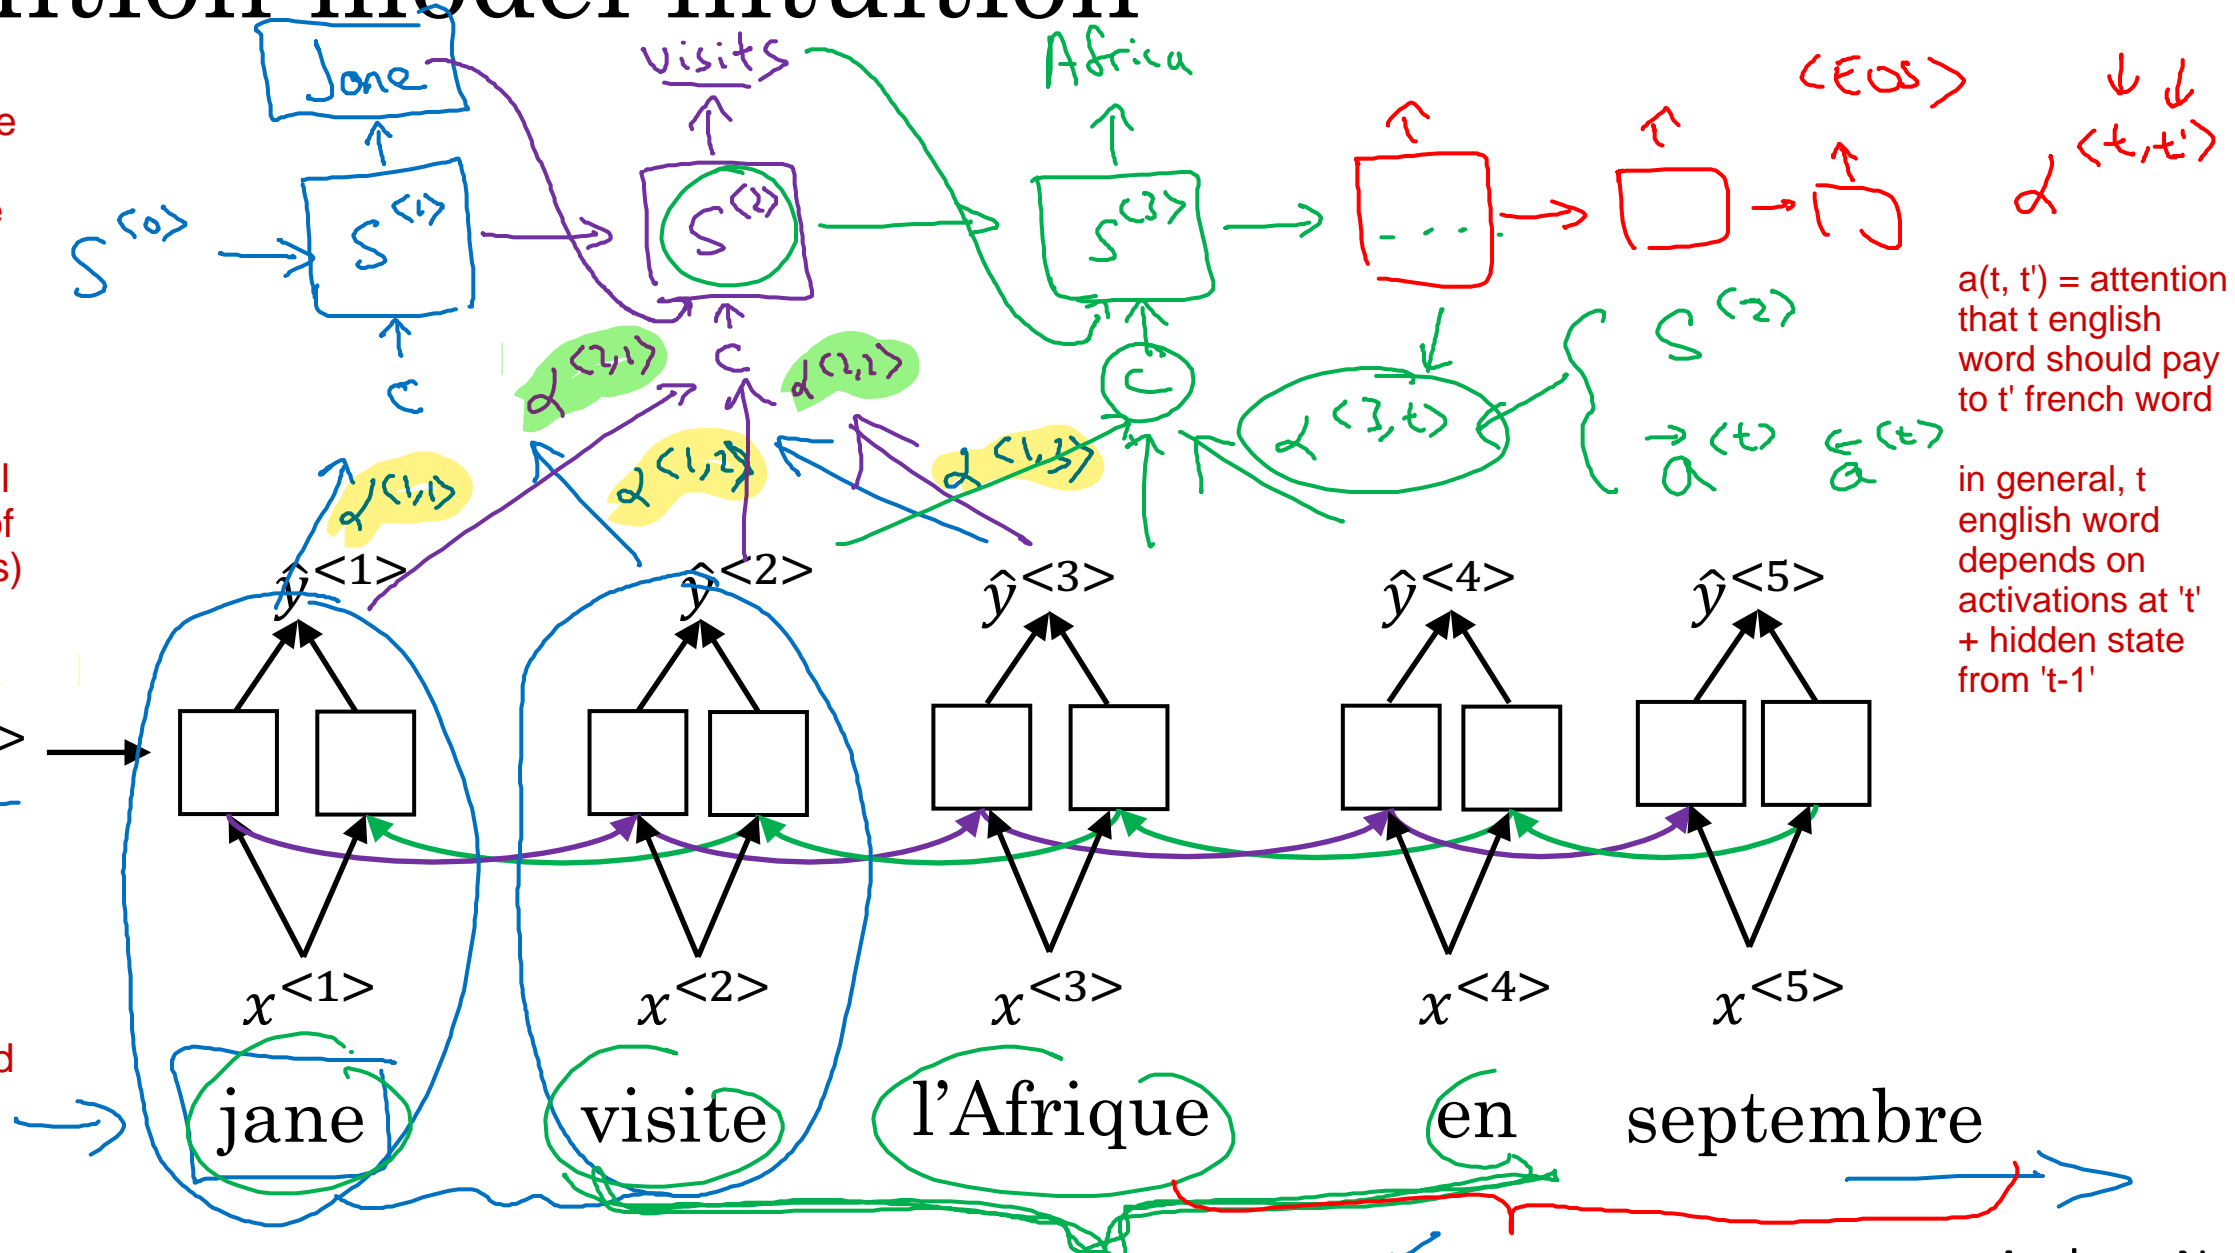 Jane
visits
Africa
<EOS>
↓ ↓
α<t,t'>
S<0>
S<1>
S<2>
S<3>
a(t, t') = attention
that t english
word should pay
to t' french word
in general, t
english word
depends on
activations at 't'
+ hidden state
from 't-1'
c
α<2,1>
c
α<2,2>
c
α<3,t>
S<2>
→a<t> ←a<t>
α<1,1>
α<1,2>
α<1,3>
ŷ<1> ŷ<2> ŷ<3> ŷ<4> ŷ<5>
x<1> x<2> x<3> x<4> x<5>
jane visite l’Afrique en septembre